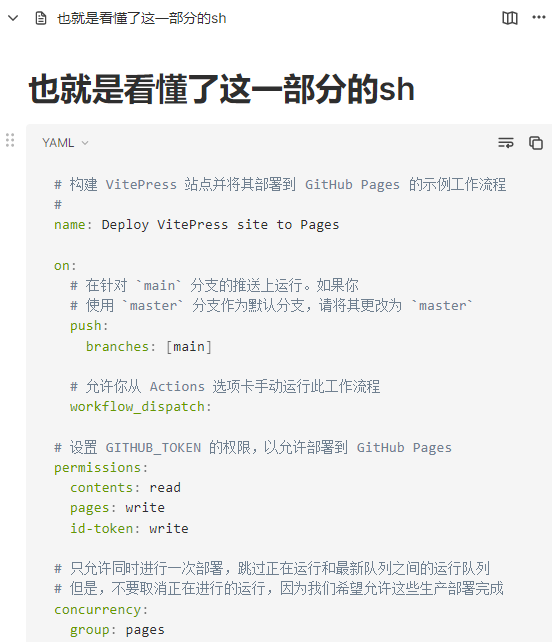 也就是看懂了这一部分的sh
也就是看懂了这一部分的sh
YAML
# 构建 VitePress 站点并将其部署到 GitHub Pages 的示例工作流程
#
name: Deploy VitePress site to Pages
on:
# 在针对 `main` 分支的推送上运行。如果你
# 使用 `master` 分支作为默认分支，请将其更改为 `master`
push:
branches: [main]
# 允许你从 Actions 选项卡手动运行此工作流程
workflow_dispatch:
# 设置 GITHUB_TOKEN 的权限，以允许部署到 GitHub Pages
permissions:
contents: read
pages: write
id-token: write
# 只允许同时进行一次部署，跳过正在运行和最新队列之间的运行队列
# 但是，不要取消正在进行的运行，因为我们希望允许这些生产部署完成
concurrency:
group: pages